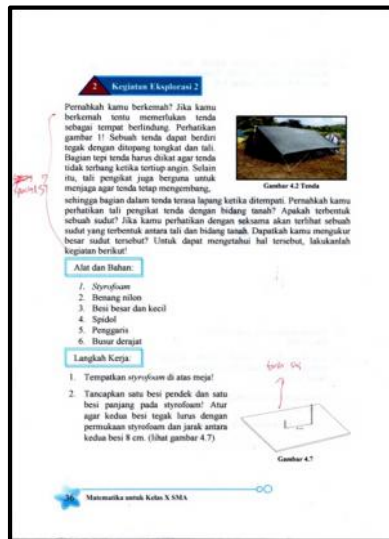 2 Kegiatan Eksplorasi 2
Pernahkah kamu berkemah? Jika kamu
berkemah tentu memerlukan tenda
sebagai tempat berlindung. Perhatikan
gambar 1! Sebuah tenda dapat berdiri
tegak dengan ditopang tongkat dan tali.
Bagian tepi tenda harus diikat agar tenda
tidak terbang ketika tertiup angin. Selain
itu, tali pengikat juga berguna untuk
menjaga agar tenda tetap mengembang,
Gambar 4.2 Tenda
sehingga bagian dalam tenda terasa lapang ketika ditempati. Pernahkah kamu
perhatikan tali pengikat tenda dengan bidang tanah? Apakah terbentuk
sebuah sudut? Jika kamu perhatikan dengan seksama akan terlihat sebuah
sudut yang terbentuk antara tali dan bidang tanah. Dapatkah kamu mengukur
besar sudut tersebut? Untuk dapat mengetahui hal tersebut, lakukanlah
kegiatan berikut!
Alat dan Bahan:
1. Styrofoam
2. Benang nilon
3. Besi besar dan kecil
4. Spidol
5. Penggaris
6. Busur derajat
Langkah Kerja:
1. Tempatkan styrofoam di atas meja!
2. Tancapkan satu besi pendek dan satu
besi panjang pada styrofoam! Atur
agar kedua besi tegak lurus dengan
permukaan styrofoam dan jarak antara
kedua besi 8 cm. (lihat gambar 4.7)
Gambar 4.7
36 Matematika untuk Kelas X SMA